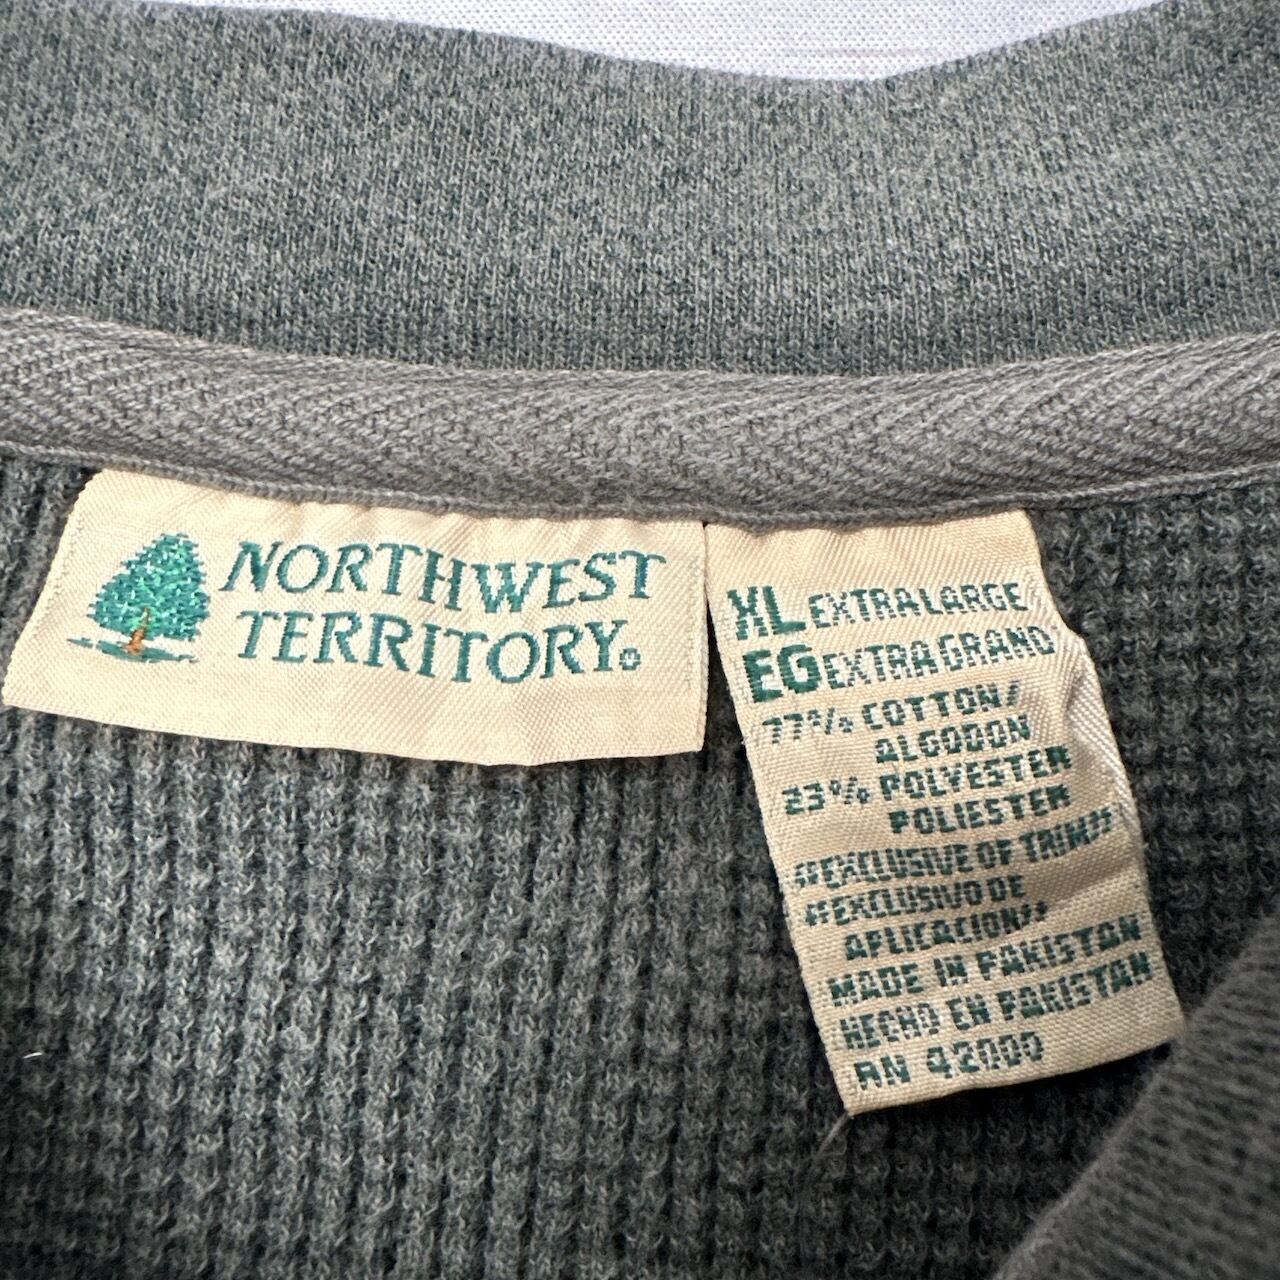 NORTHWEST
TERRITORY®
XL EXTRA LARGE
EG EXTRA GRAND
77% COTTON/
ALGODON
23% POLYESTER
POLIESTER
"EXCLUSIVE OF TRIM"
"EXCLUSIVO DE
APLICACION"
MADE IN PAKISTAN
HECHO EN PAKISTAN
RN 42000